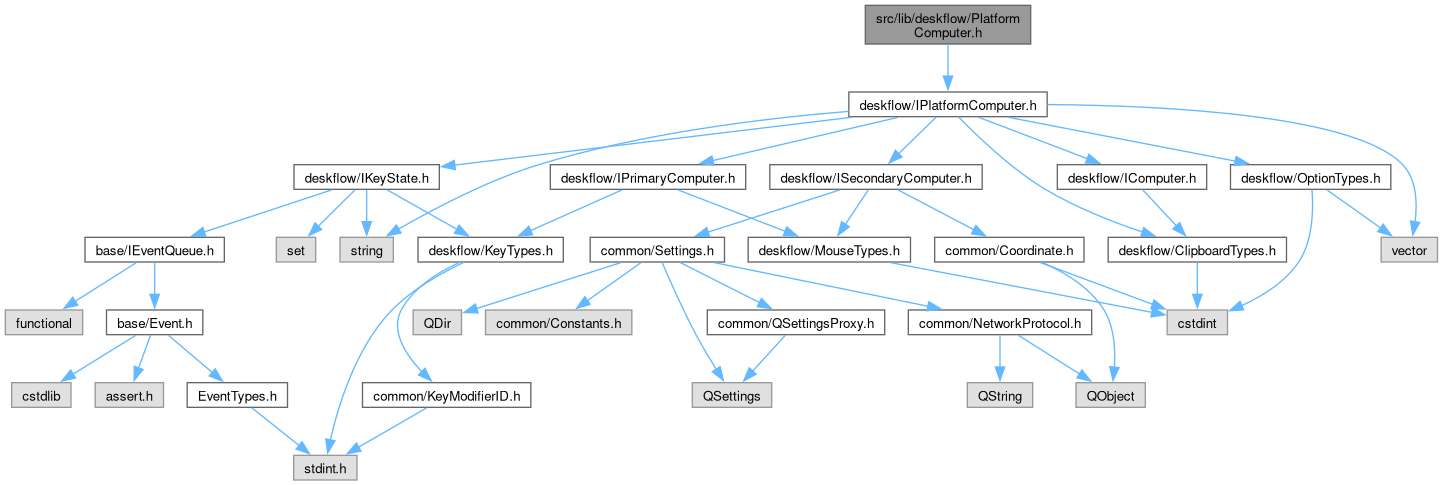 src/lib/deskflow/Platform
Computer.h
deskflow/IPlatformComputer.h
deskflow/IKeyState.h
deskflow/IPrimaryComputer.h
deskflow/ISecondaryComputer.h
deskflow/IComputer.h
deskflow/OptionTypes.h
base/IEventQueue.h
set
string
deskflow/KeyTypes.h
common/Settings.h
deskflow/MouseTypes.h
common/Coordinate.h
deskflow/ClipboardTypes.h
vector
functional
base/Event.h
QDir
common/Constants.h
common/QSettingsProxy.h
common/NetworkProtocol.h
cstdint
cstdlib
assert.h
EventTypes.h
common/KeyModifierID.h
QSettings
QString
QObject
stdint.h